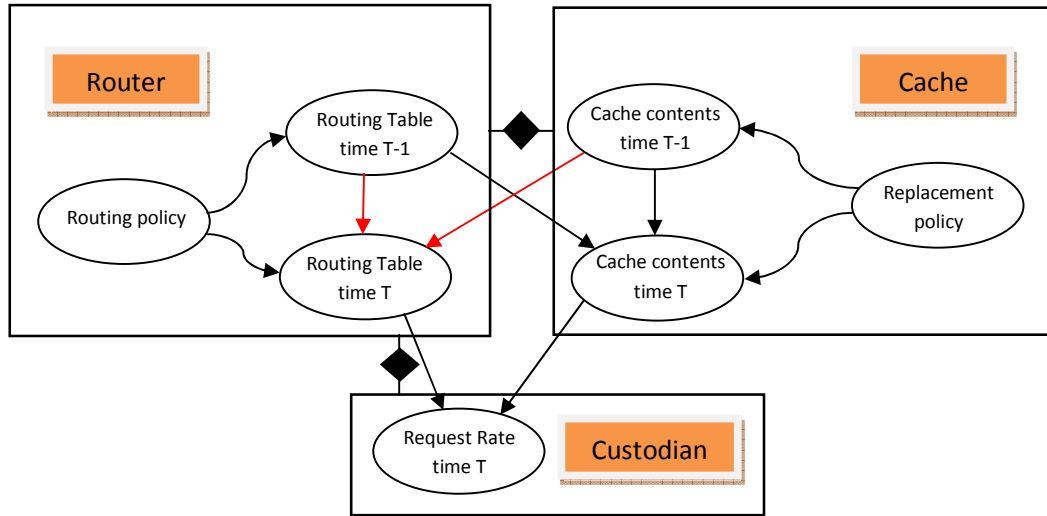 Router
Cache
Routing Table
time T-1
Cache contents
time T-1
Routing policy
Replacement
policy
Routing Table
time T
Cache contents
time T
Request Rate
time T
Custodian